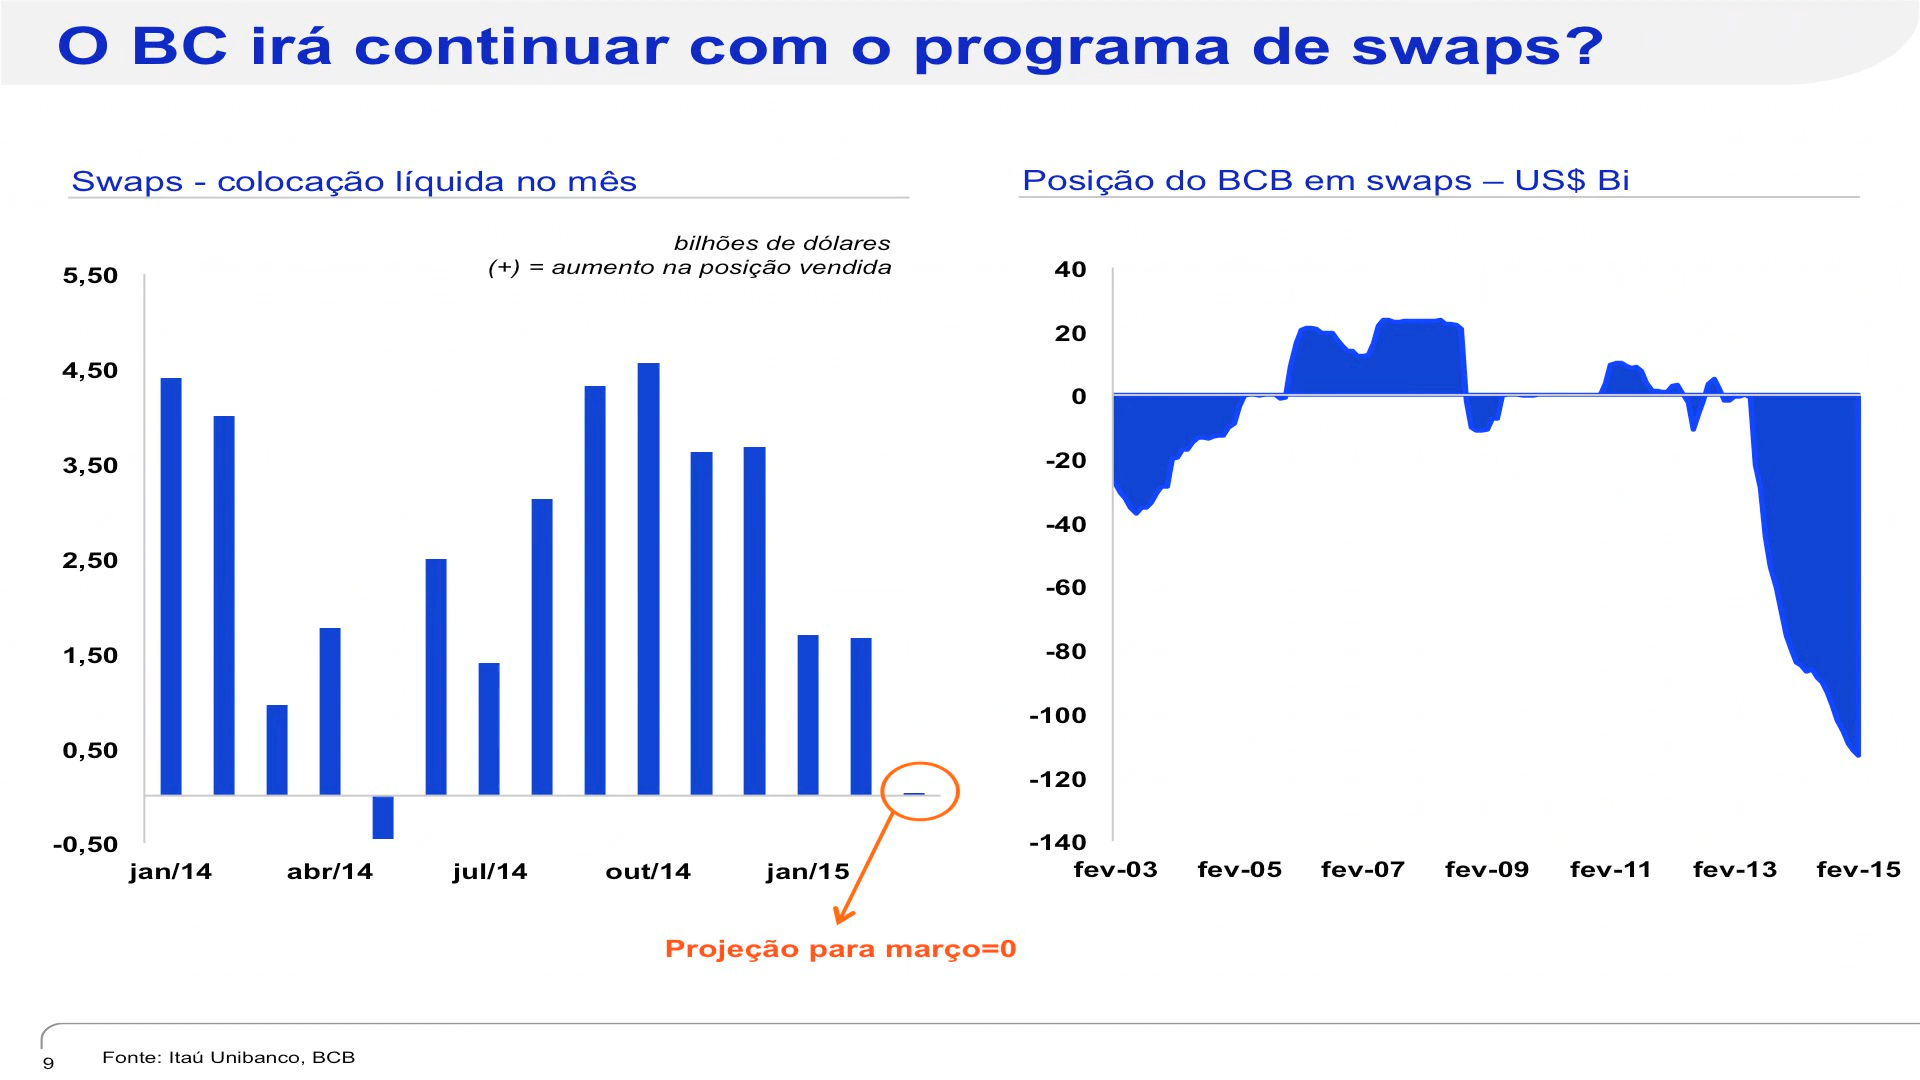 O BC irá continuar com o programa de swaps?
Swaps - colocação líquida no mês
bilhões de dólares
(+) = aumento na posição vendida
5,50
4,50
3,50
2,50
1,50
0,50
-0,50
jan/14 abr/14 jul/14 out/14 jan/15
Projeção para março=0
Posição do BCB em swaps – US$ Bi
40
20
0
-20
-40
-60
-80
-100
-120
-140
fev-03 fev-05 fev-07 fev-09 fev-11 fev-13 fev-15
9
Fonte: Itaú Unibanco, BCB